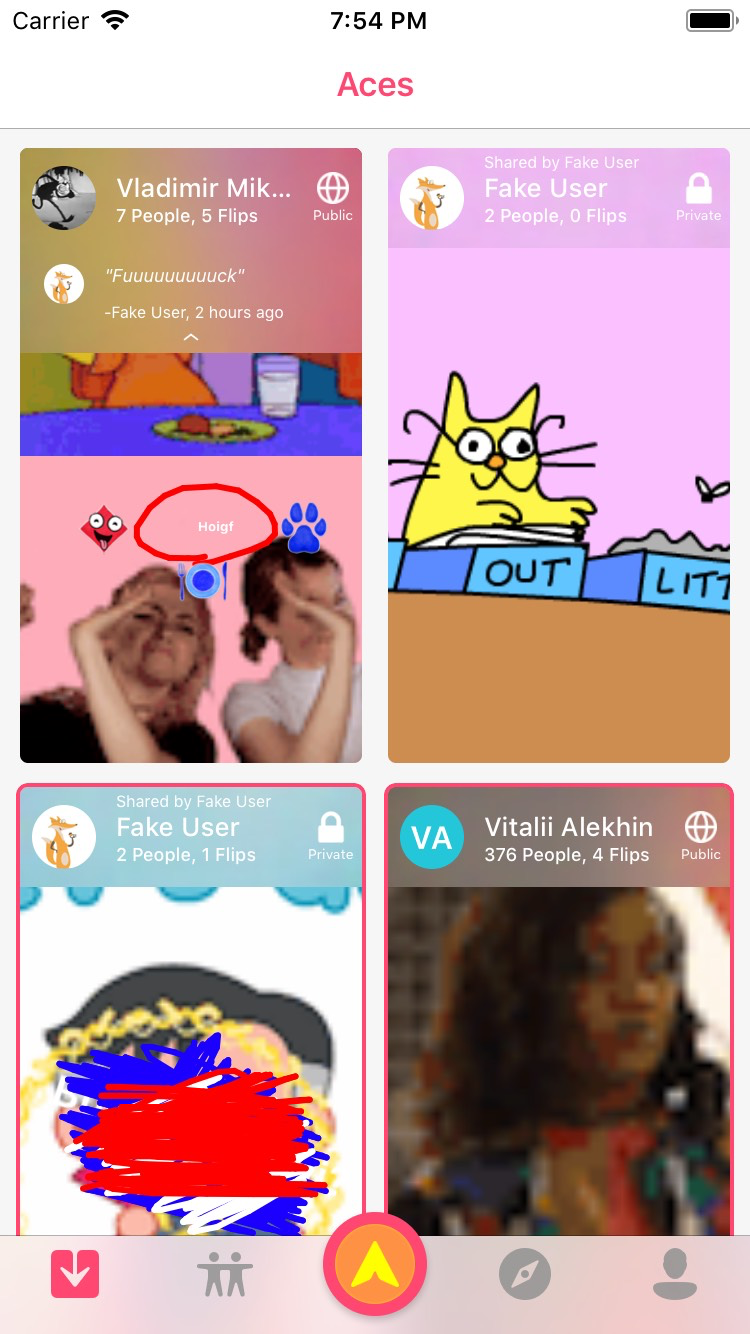 Carrier 7:54 PM
Aces
Vladimir Mik...
7 People, 5 Flips
Public
"Fuuuuuuuuuuck"
-Fake User, 2 hours ago
Hoigf
Shared by Fake User
Fake User
2 People, 0 Flips
Private
OUT
LITT
Shared by Fake User
Fake User
2 People, 1 Flips
Private
VA
Vitalii Alekhin
376 People, 4 Flips
Public